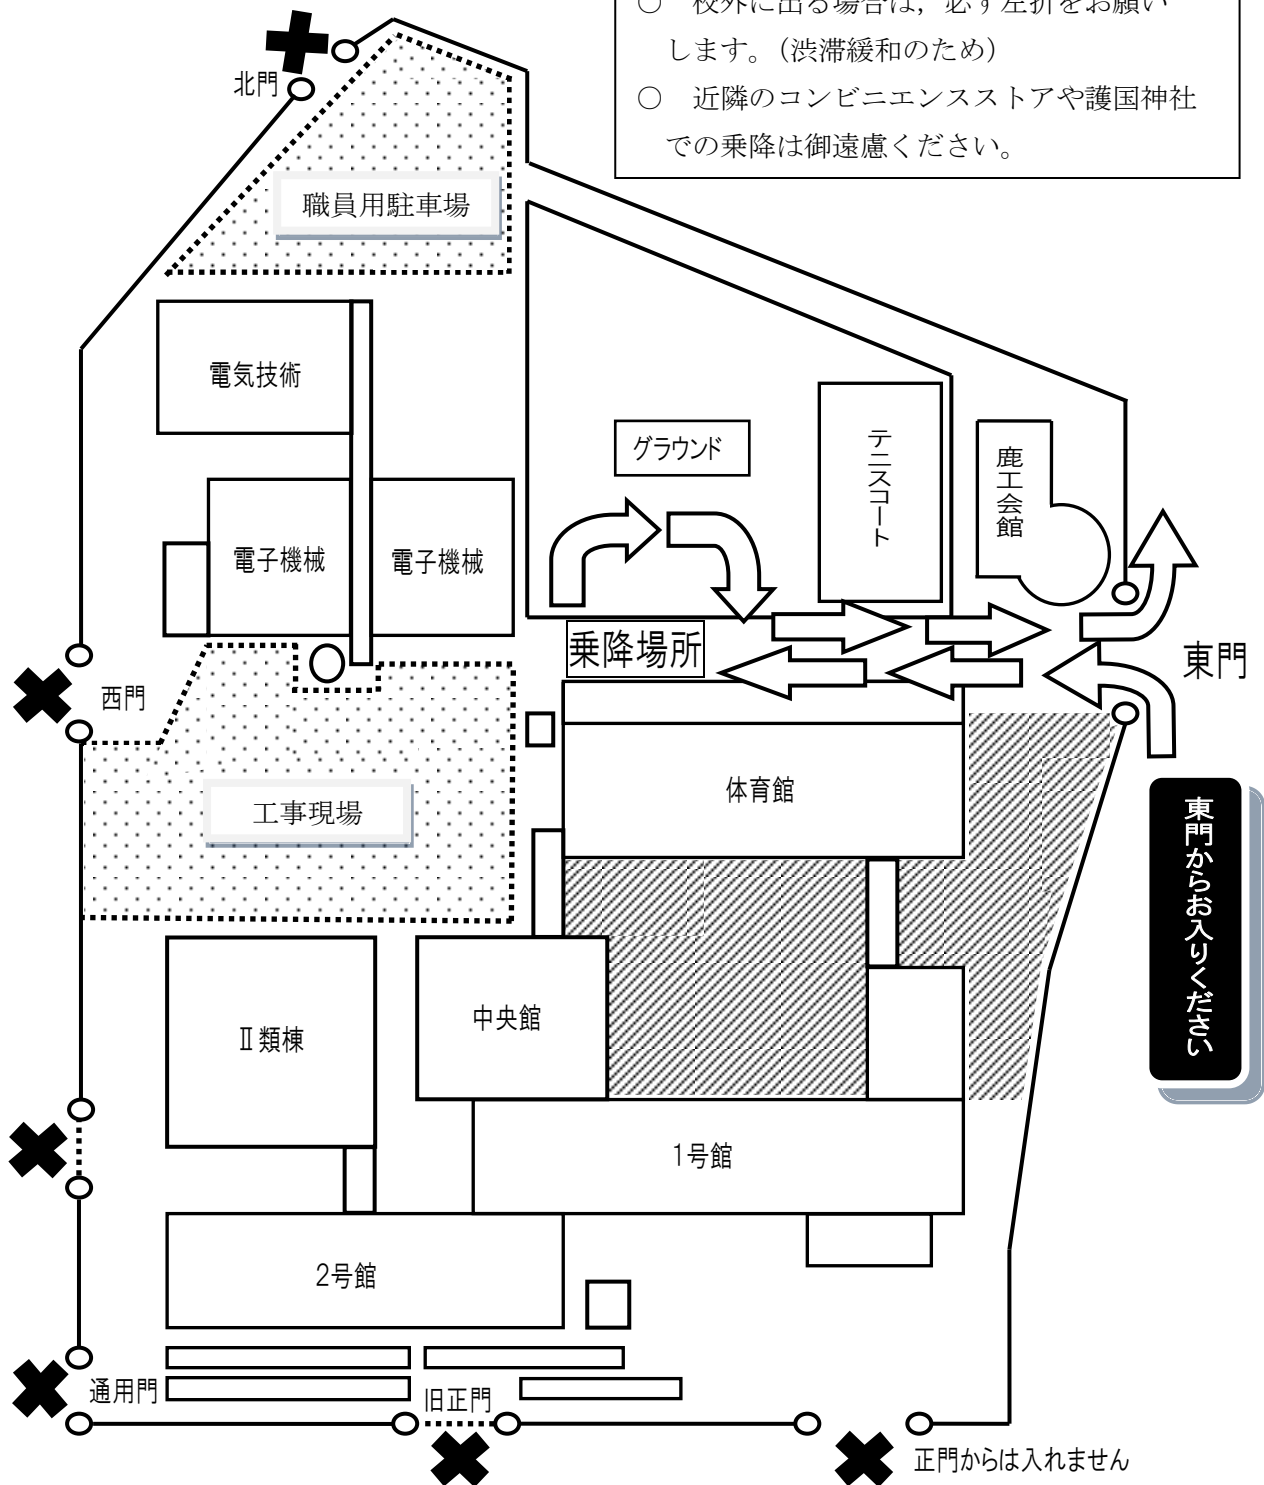 ○　校外に出る場合は，必ず左折をお願い
します。（渋滞緩和のため）
○　近隣のコンビニエンスストアや護国神社
での乗降は御遠慮ください。
北門
職員用駐車場
電気技術
グラウンド
テニスコート
鹿工会館
電子機械
電子機械
乗降場所
東門
西門
体育館
工事現場
東門からお入りください
Ⅱ類棟
中央館
1号館
2号館
通用門
旧正門
正門からは入れません